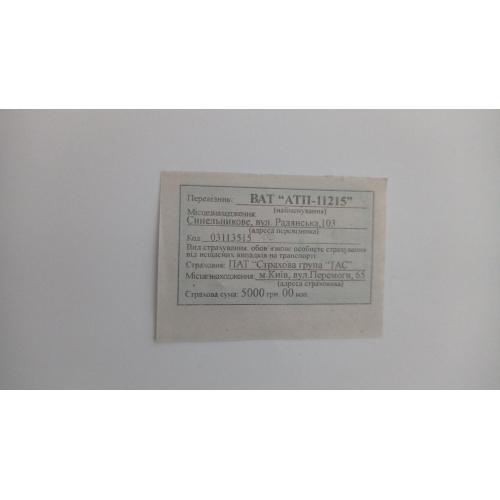 Перевізник: ВАТ "АТП-11215"
(найменування)
Місцезнаходження:
Синельникове, вул. Радянська,103
(адреса перевізника)
Код 03113515
Вид страхування: обов'язкове особисте страхування
від нещасних випадків на транспорті
Страховик: ПАТ "Страхова група "ТАС"
Місцезнаходження: м.Київ, вул.Перемоги, 65
(адреса страховика)
Страхова сума: 5000 грн. 00 коп.